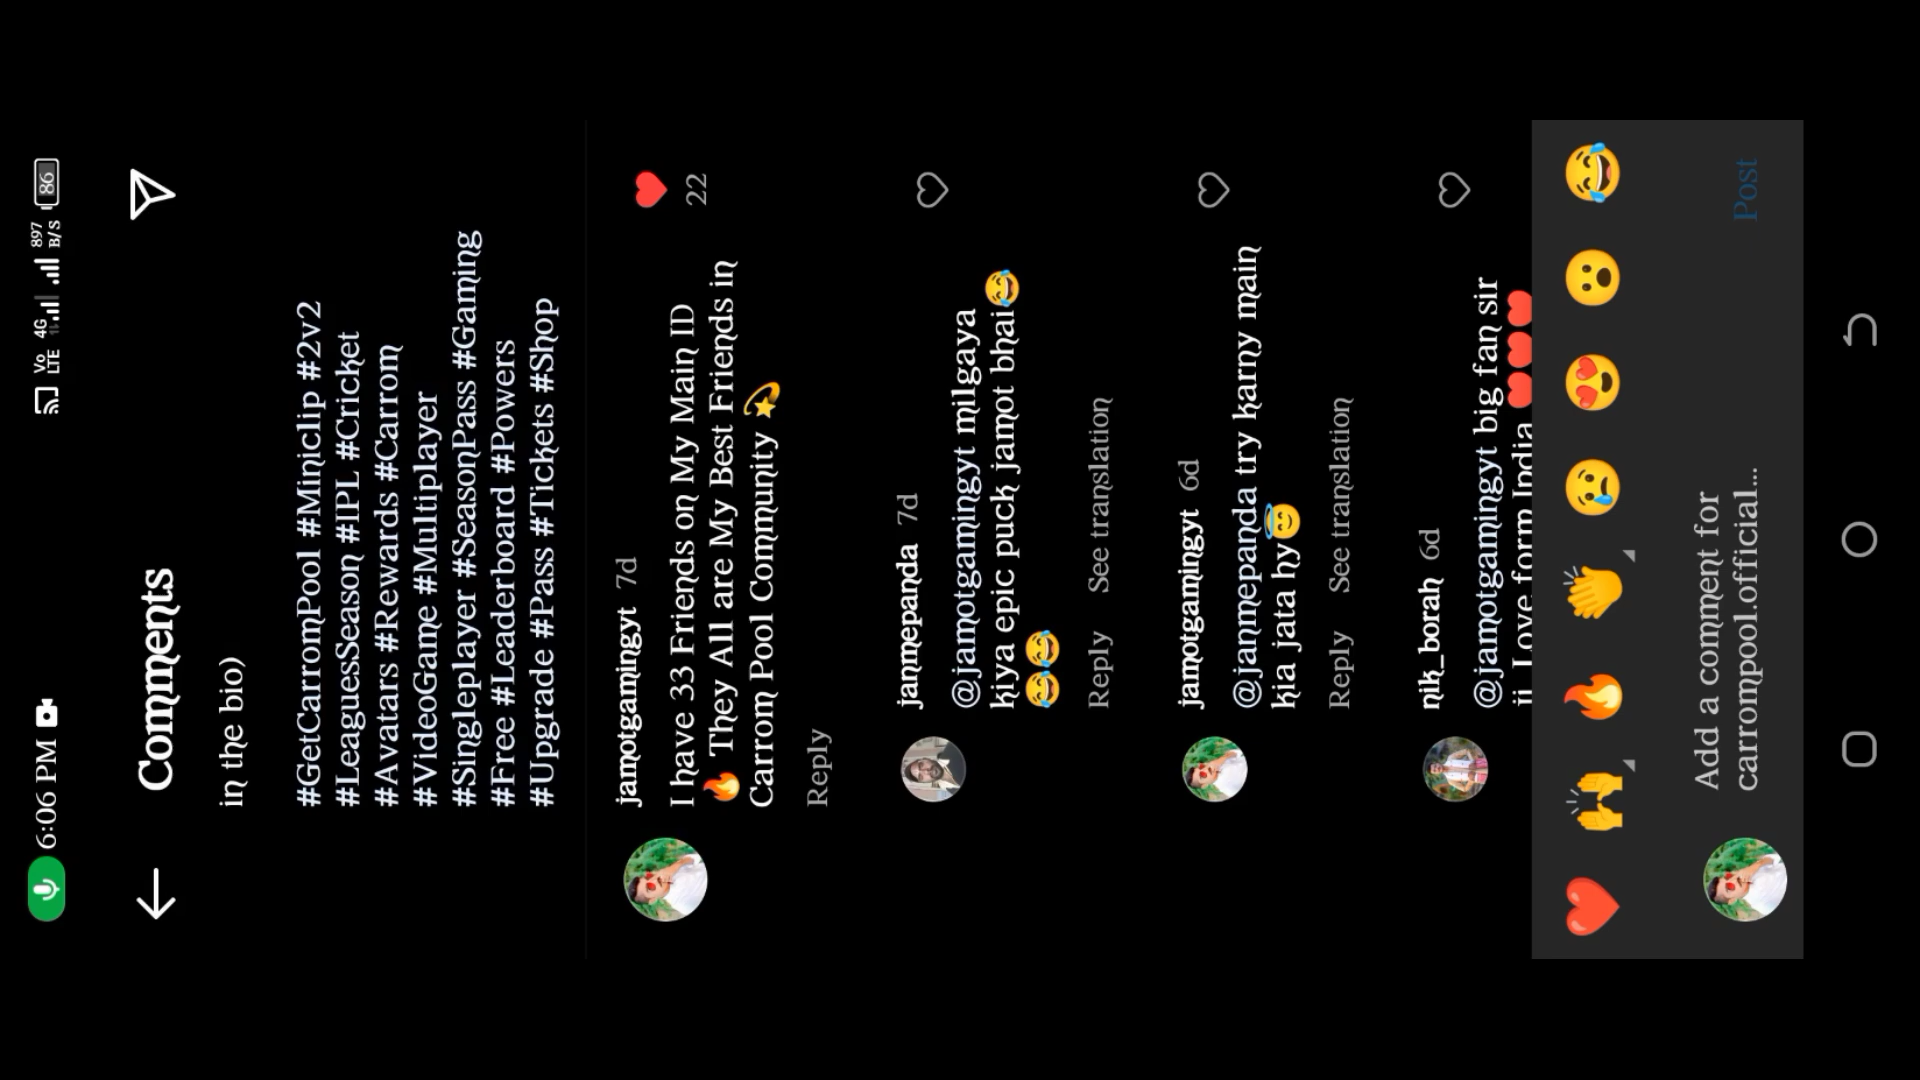 6:06 PM
Vo LTE 4G 897 B/S 86
Comments
in the bio)
#GetCarromPool #Miniclip #2v2
#LeaguesSeason #IPL #Cricket
#Avatars #Rewards #Carrom
#VideoGame #Multiplayer
#Singleplayer #SeasonPass #Gaming
#Free #Leaderboard #Powers
#Upgrade #Pass #Tickets #Shop
jamotgamingyt 7d
I have 33 Friends on My Main ID
🔥 They All are My Best Friends in
Carrom Pool Community 💫
22
Reply
janmepanda 7d
@jamotgamingyt milgaya
kiya epic puck jamot bhai😂
😂😂
Reply See translation
jamotgamingyt 6d
@janmepanda try karny main
kia jata hy😇
Reply See translation
nik_borah 6d
@jamotgamingyt big fan sir
ji Love form India ❤️❤️❤️
❤️ 🙌 🔥 👏 😢 😍 😮 😂
Add a comment for
carrompool.official...
Post